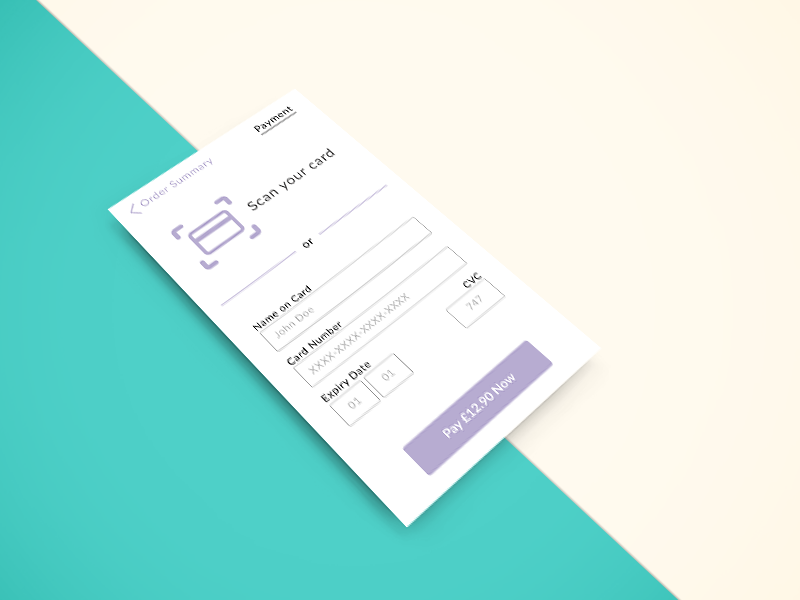 Order Summary
Payment
Scan your card
or
Name on Card
John Doe
Card Number
XXXX-XXXX-XXXX-XXXX
Expiry Date
01
01
CVC
747
Pay £12.90 Now